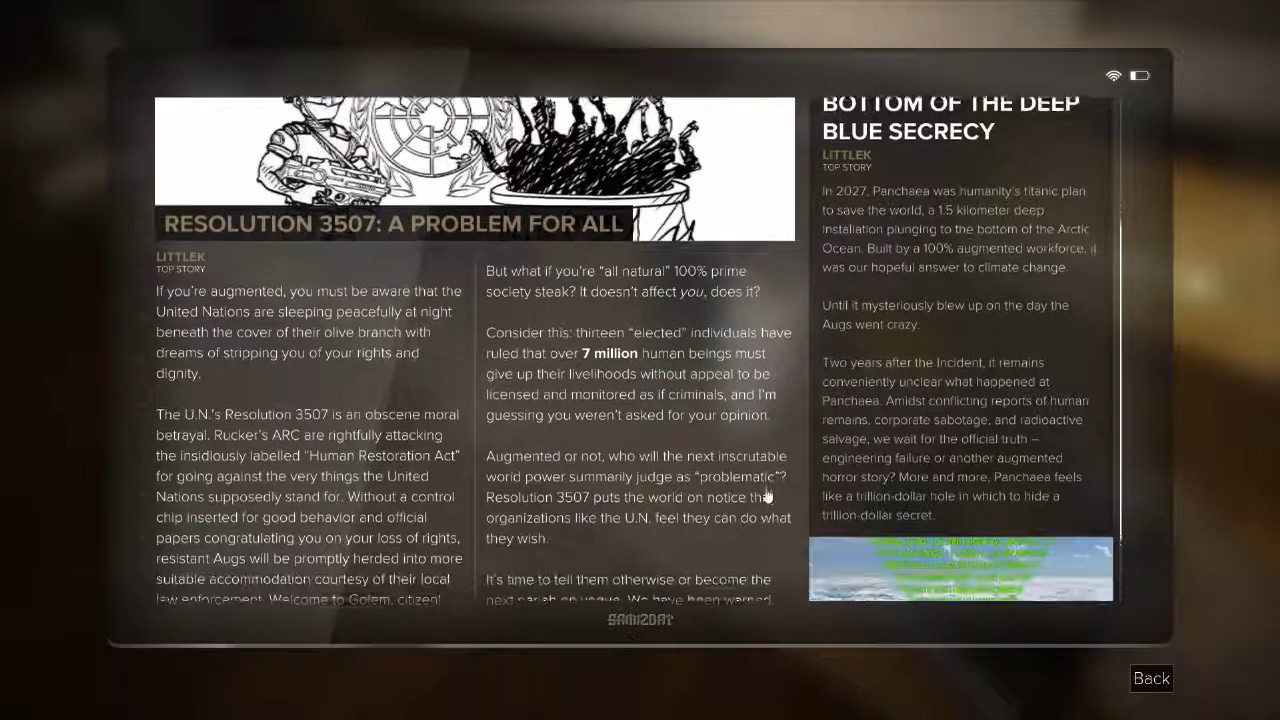 RESOLUTION 3507: A PROBLEM FOR ALL
LITTLEK
TOP STORY
If you're augmented, you must be aware that the
United Nations are sleeping peacefully at night
beneath the cover of their olive branch with
dreams of stripping you of your rights and
dignity.
The U.N.'s Resolution 3507 is an obscene moral
betrayal. Rucker's ARC are rightfully attacking
the insidiously labelled “Human Restoration Act”
for going against the very things the United
Nations supposedly stand for. Without a control
chip inserted for good behavior and official
papers congratulating you on your loss of rights,
resistant Augs will be promptly herded into more
suitable accommodation courtesy of their local
law enforcement. Welcome to Golem, citizen!
But what if you're “all natural” 100% prime
society steak? It doesn't affect you, does it?
Consider this: thirteen “elected” individuals have
ruled that over 7 million human beings must
give up their livelihoods without appeal to be
licensed and monitored as if criminals, and I'm
guessing you weren't asked for your opinion.
Augmented or not, who will the next inscrutable
world power summarily judge as “problematic”?
Resolution 3507 puts the world on notice that
organizations like the U.N. feel they can do what
they wish.
It's time to tell them otherwise or become the
next pariah en vogue. We have been warned.
BOTTOM OF THE DEEP
BLUE SECRECY
LITTLEK
TOP STORY
In 2027, Panchaea was humanity's titanic plan
to save the world, a 1.5 kilometer deep
installation plunging to the bottom of the Arctic
Ocean. Built by a 100% augmented workforce, it
was our hopeful answer to climate change.
Until it mysteriously blew up on the day the
Augs went crazy.
Two years after the Incident, it remains
conveniently unclear what happened at
Panchaea. Amidst conflicting reports of human
remains, corporate sabotage, and radioactive
salvage, we wait for the official truth –
engineering failure or another augmented
horror story? More and more, Panchaea feels
like a trillion-dollar hole in which to hide a
trillion-dollar secret.
SAMIZDAT
Back